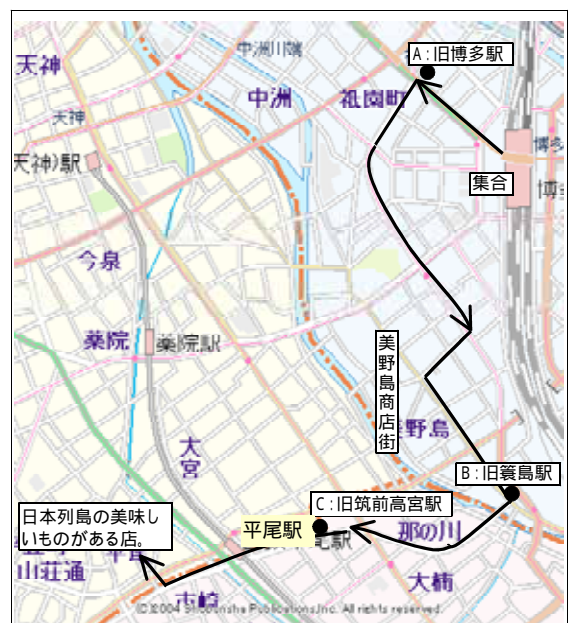 A:旧博多駅
天神
中洲川端
中洲
祇園町
天神
博多
天神)駅
集合
博多
今泉
薬院
薬院駅
美野島商店街
美野島
大宮
B:旧簑島駅
C:旧筑前高宮駅
日本列島の美味し
いものがある店。
平尾駅
那の川
山荘通
大楠
市崎
(C)2004 Shobunsha Publications,Inc. All rights reserved.